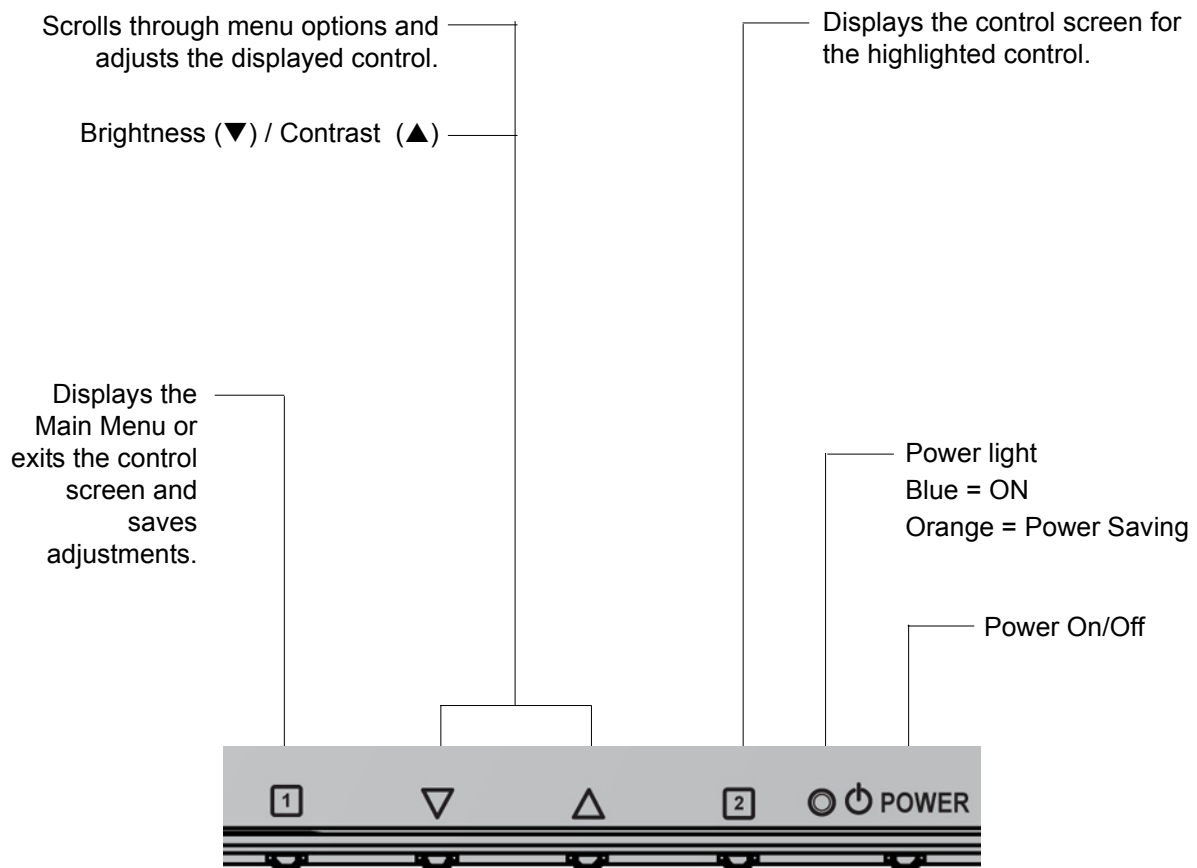 Scrolls through menu options and
adjusts the displayed control.
Displays the control screen for
the highlighted control.
Brightness (▼) / Contrast (▲)
Displays the
Main Menu or
exits the control
screen and
saves
adjustments.
Power light
Blue = ON
Orange = Power Saving
Power On/Off
1
2
POWER